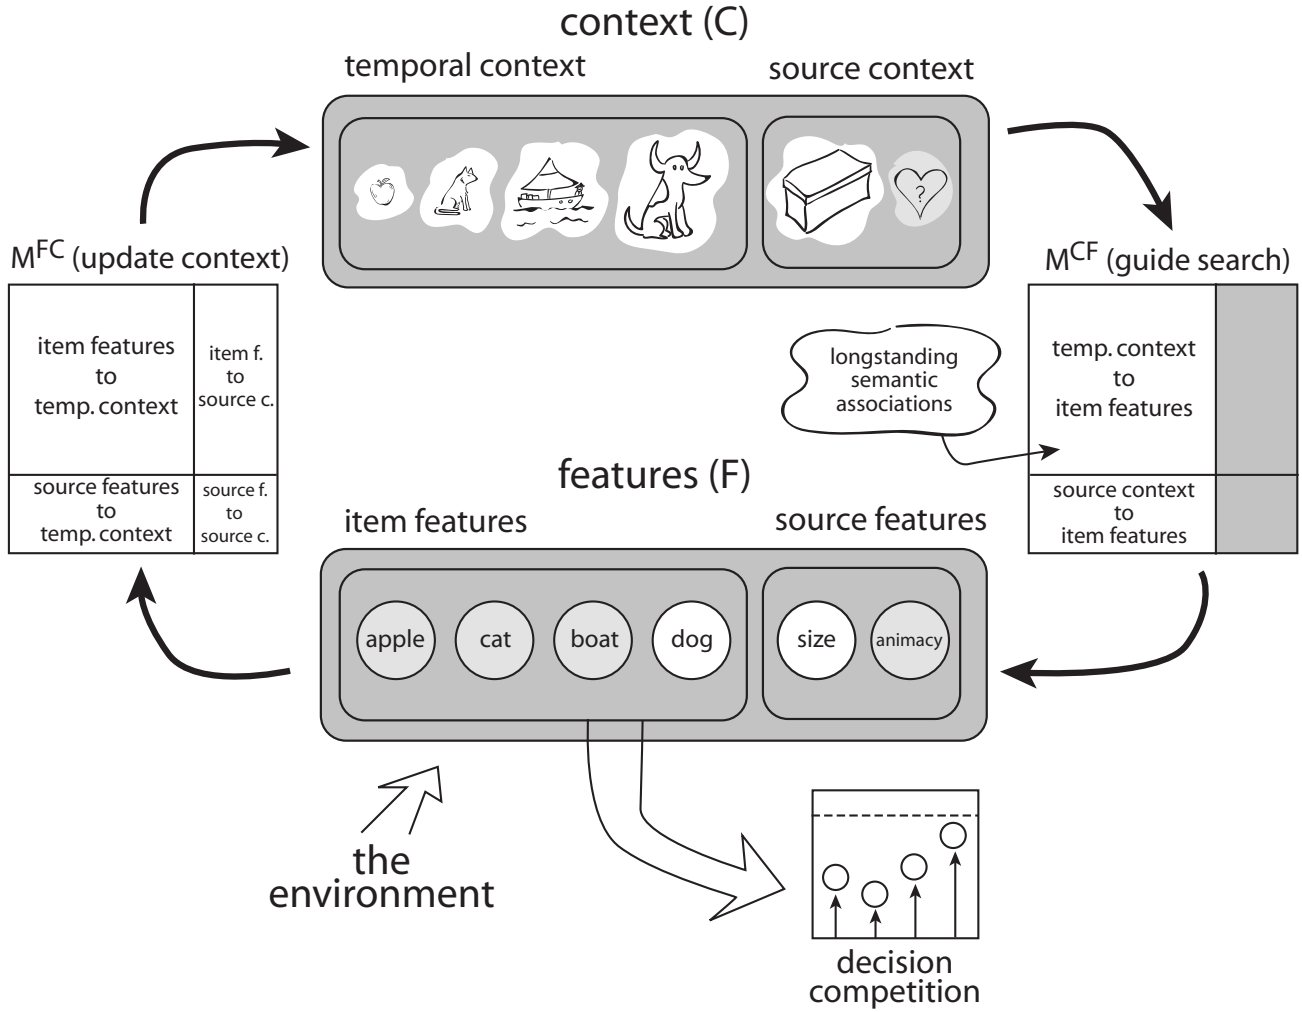 context (C)
temporal context
source context
?
M^FC (update context)
M^CF (guide search)
item features
to
temp. context
item f.
to
source c.
source features
to
temp. context
source f.
to
source c.
longstanding
semantic
associations
temp. context
to
item features
source context
to
item features
features (F)
item features
source features
apple
cat
boat
dog
size
animacy
the
environment
decision
competition